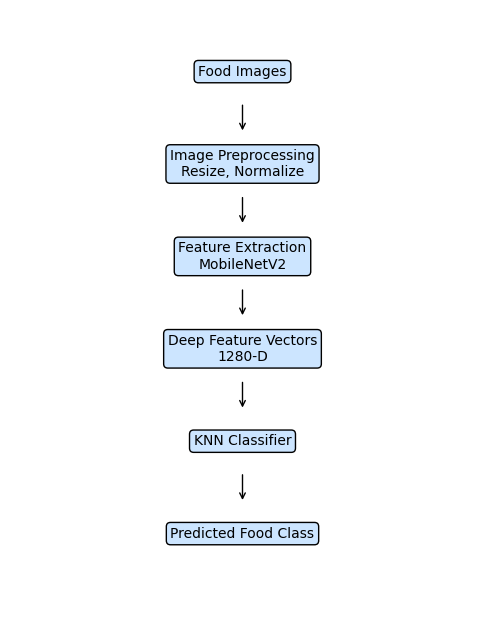 Food Images
Image Preprocessing
Resize, Normalize
Feature Extraction
MobileNetV2
Deep Feature Vectors
1280-D
KNN Classifier
Predicted Food Class